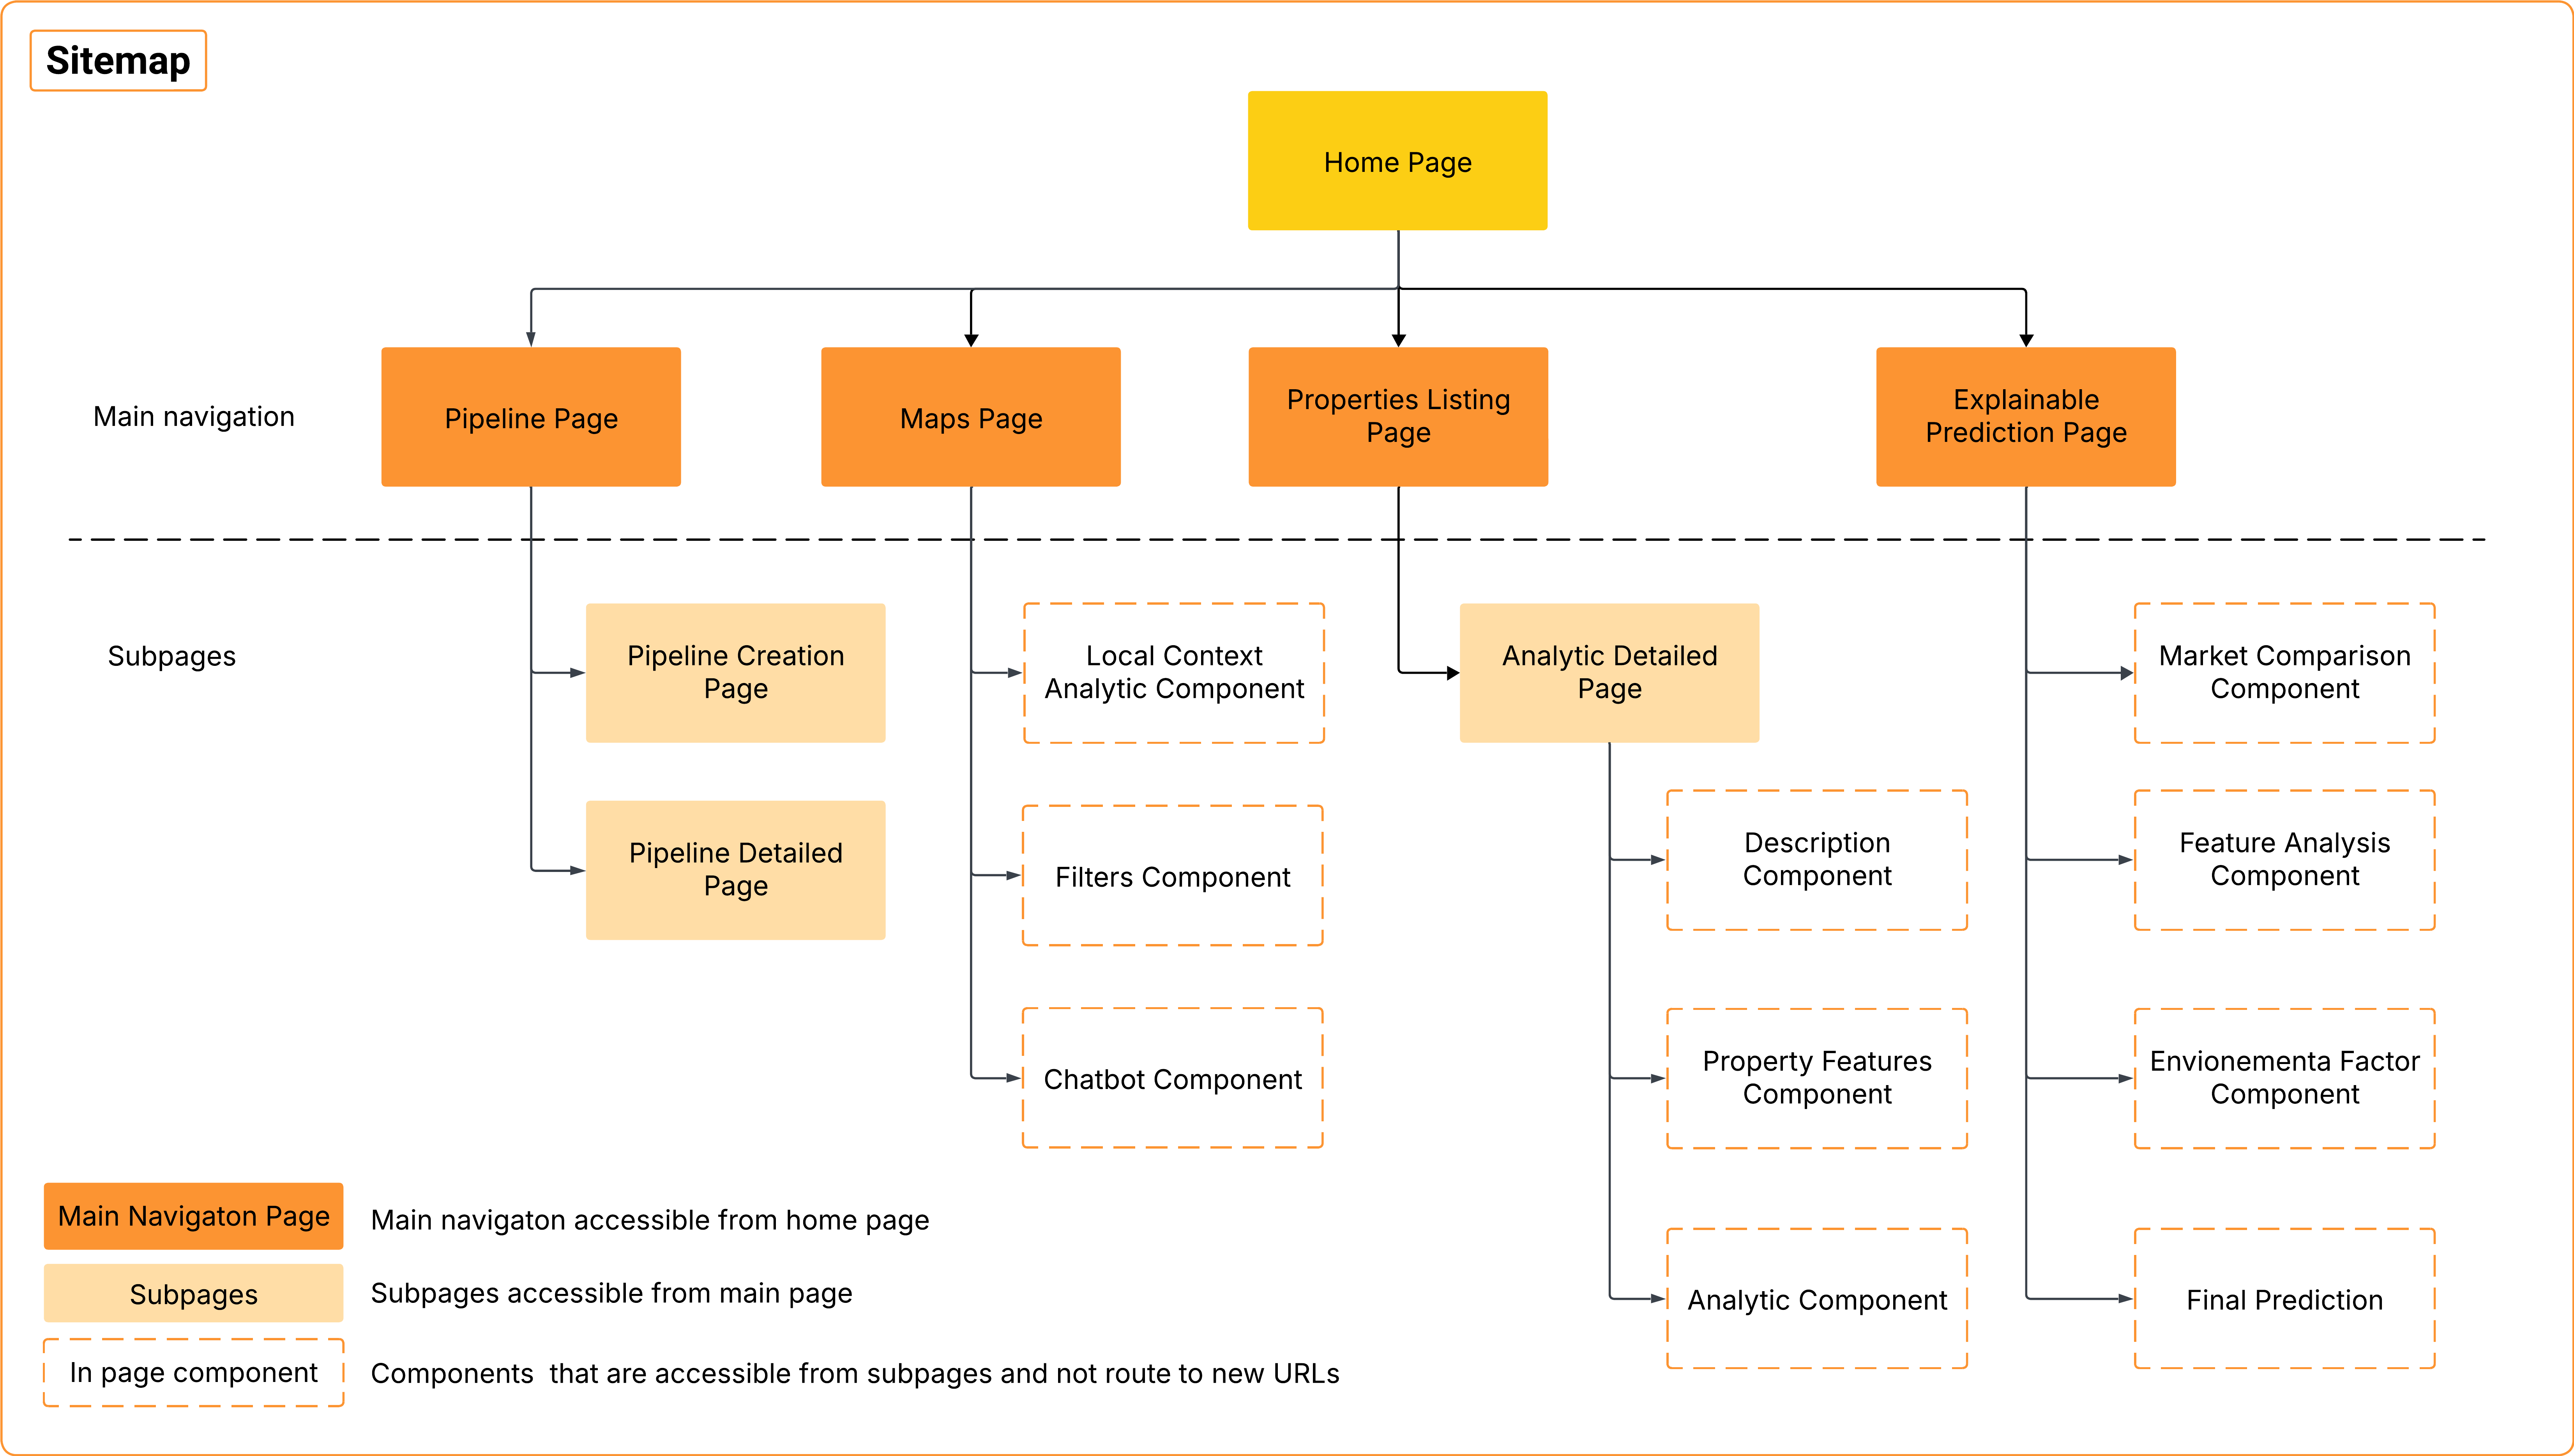 Sitemap
Home Page
Main navigation
Pipeline Page
Maps Page
Properties Listing
Page
Explainable
Prediction Page
Subpages
Pipeline Creation
Page
Local Context
Analytic Component
Analytic Detailed
Page
Market Comparison
Component
Pipeline Detailed
Page
Filters Component
Description
Component
Feature Analysis
Component
Chatbot Component
Property Features
Component
Envionementa Factor
Component
Analytic Component
Final Prediction
Main Navigaton Page
Main navigaton accessible from home page
Subpages
Subpages accessible from main page
In page component
Components  that are accessible from subpages and not route to new URLs